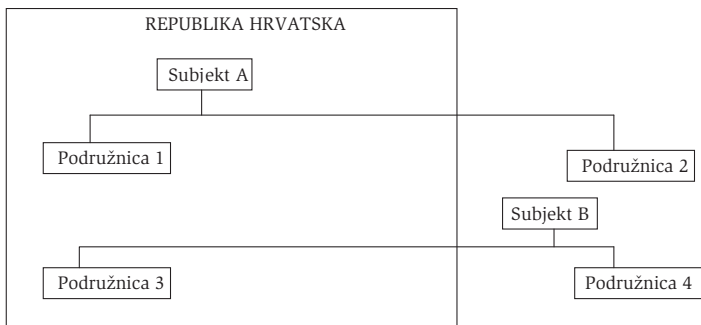 REPUBLIKA HRVATSKA
Subjekt A
Podružnica 1
Podružnica 2
Subjekt B
Podružnica 3
Podružnica 4